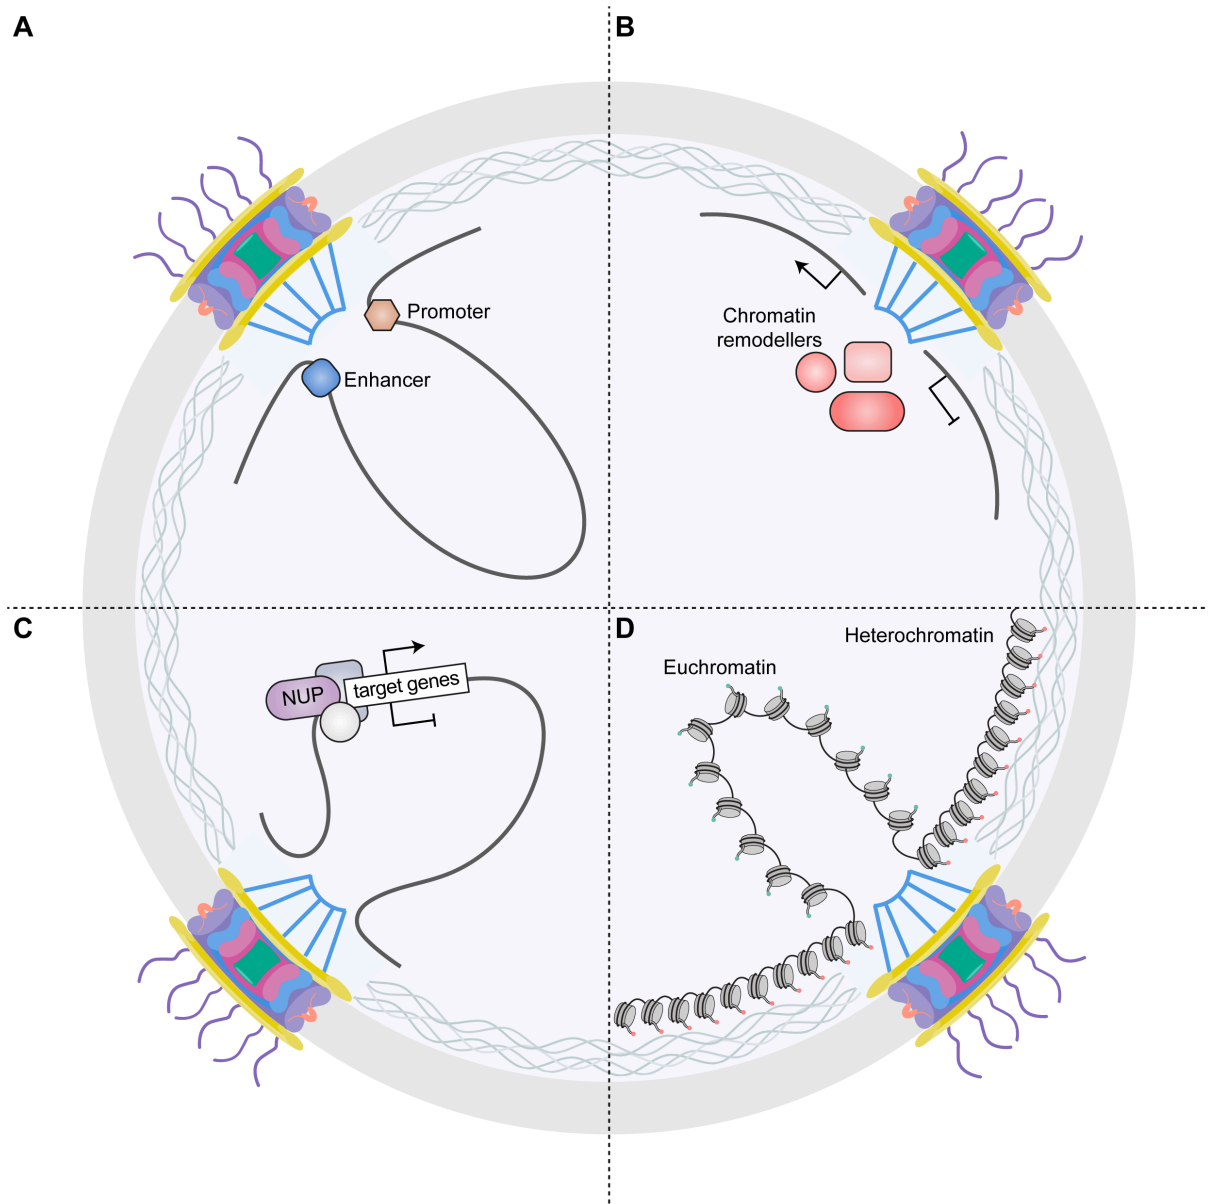 A
B
Promoter
Enhancer
Chromatin
remodellers
C
NUP
target genes
D
Heterochromatin
Euchromatin